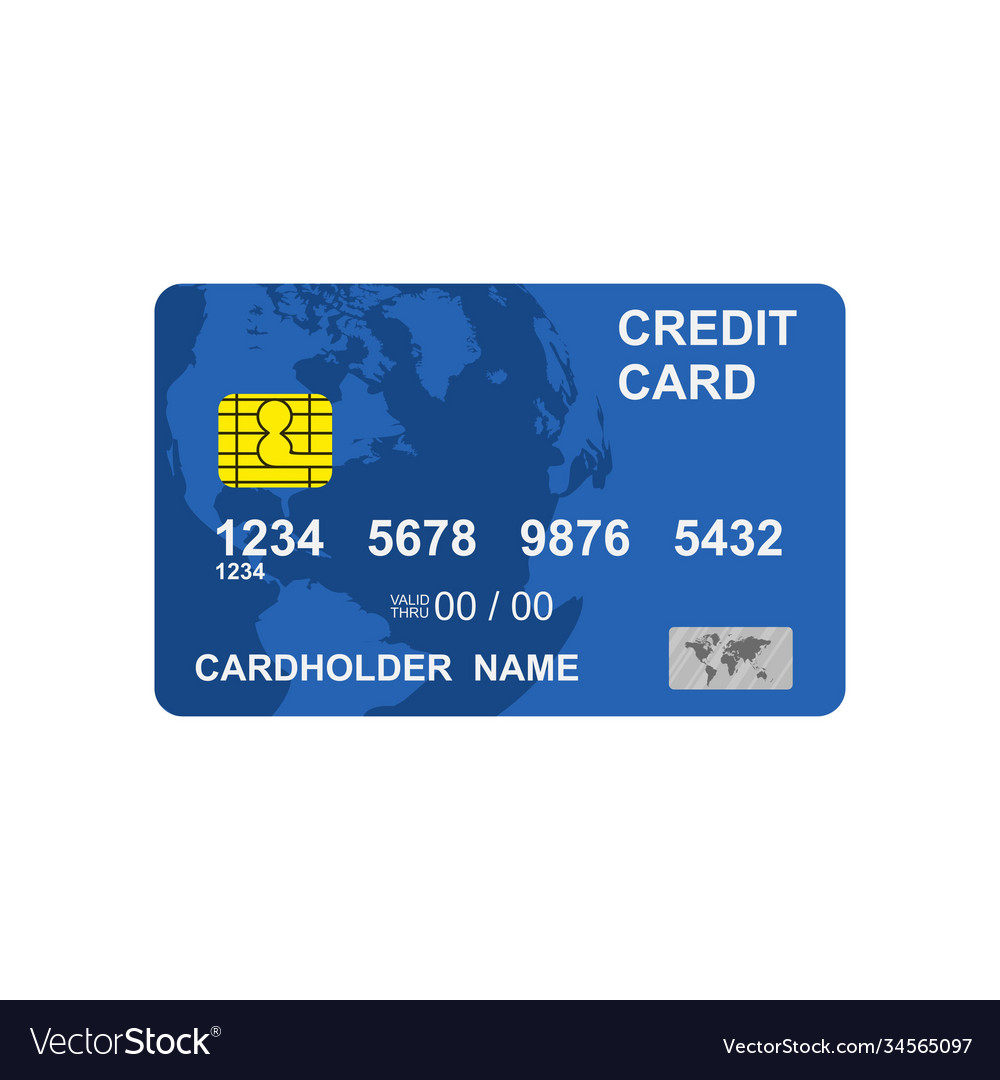 CREDIT
CARD
1234 5678 9876 5432
1234
VALID
THRU 00 / 00
CARDHOLDER NAME
VectorStock® VectorStock.com/34565097